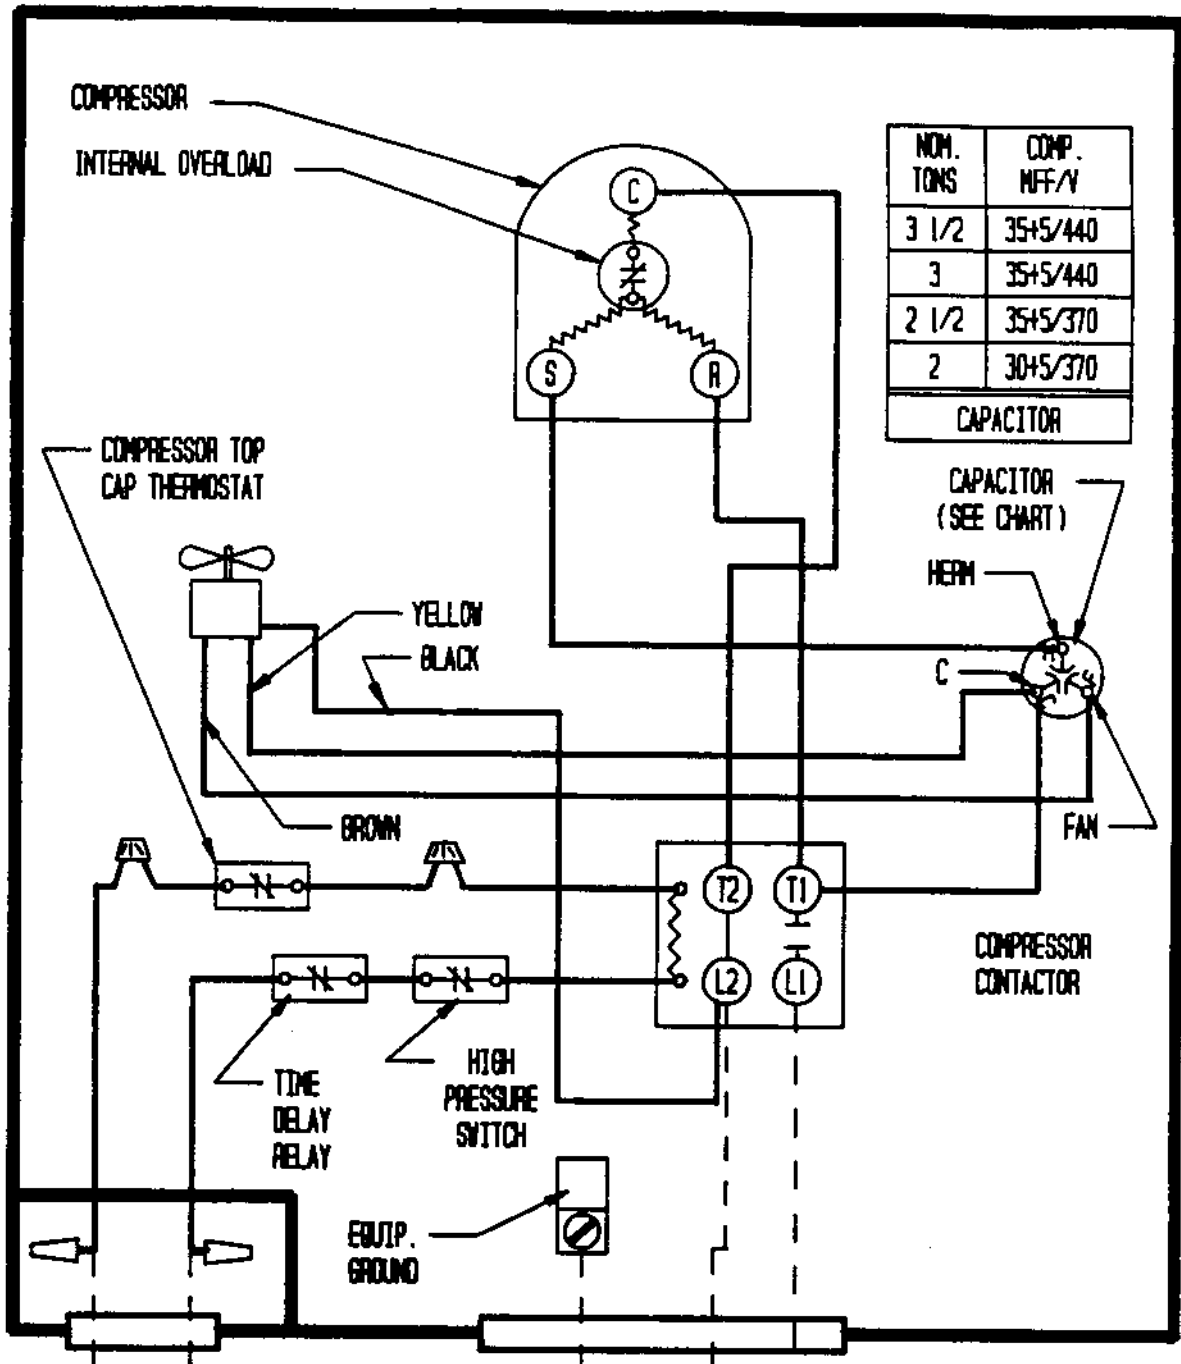 COMPRESSOR
INTERNAL OVERLOAD
C
S
R
NOM. TONS
COMP. MFF/V
3 1/2 35+5/440
3 35+5/440
2 1/2 35+5/370
2 30+5/370
CAPACITOR
COMPRESSOR TOP
CAP THERMOSTAT
CAPACITOR
(SEE CHART)
HERM
YELLOW
BLACK
C
H
C
F
BROWN
FAN
T2
T1
L2
L1
COMPRESSOR
CONTACTOR
TIME
DELAY
RELAY
HIGH
PRESSURE
SWITCH
EQUIP.
GROUND